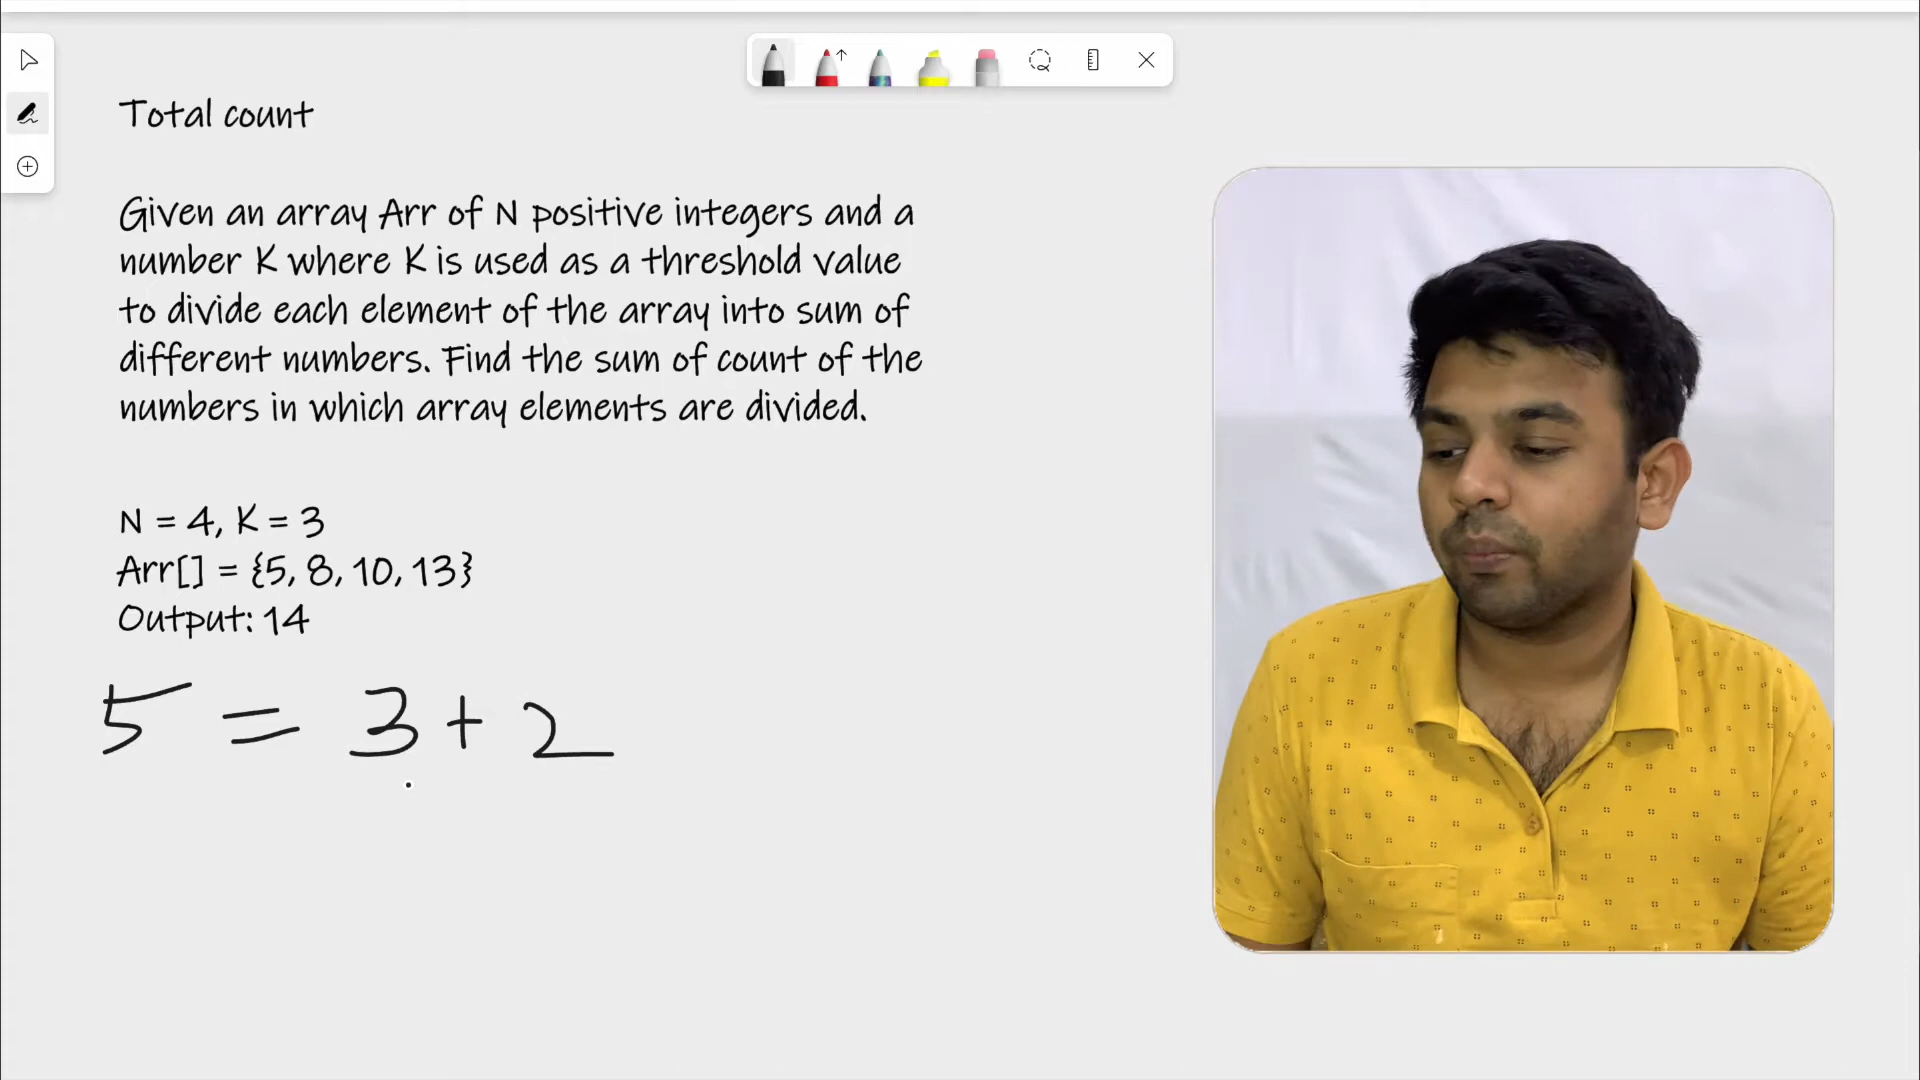 Total count
Given an array Arr of N positive integers and a
number K where K is used as a threshold value
to divide each element of the array into sum of
different numbers. Find the sum of count of the
numbers in which array elements are divided.
N = 4, K = 3
Arr[] = {5, 8, 10, 13}
Output: 14
5 = 3 + 2